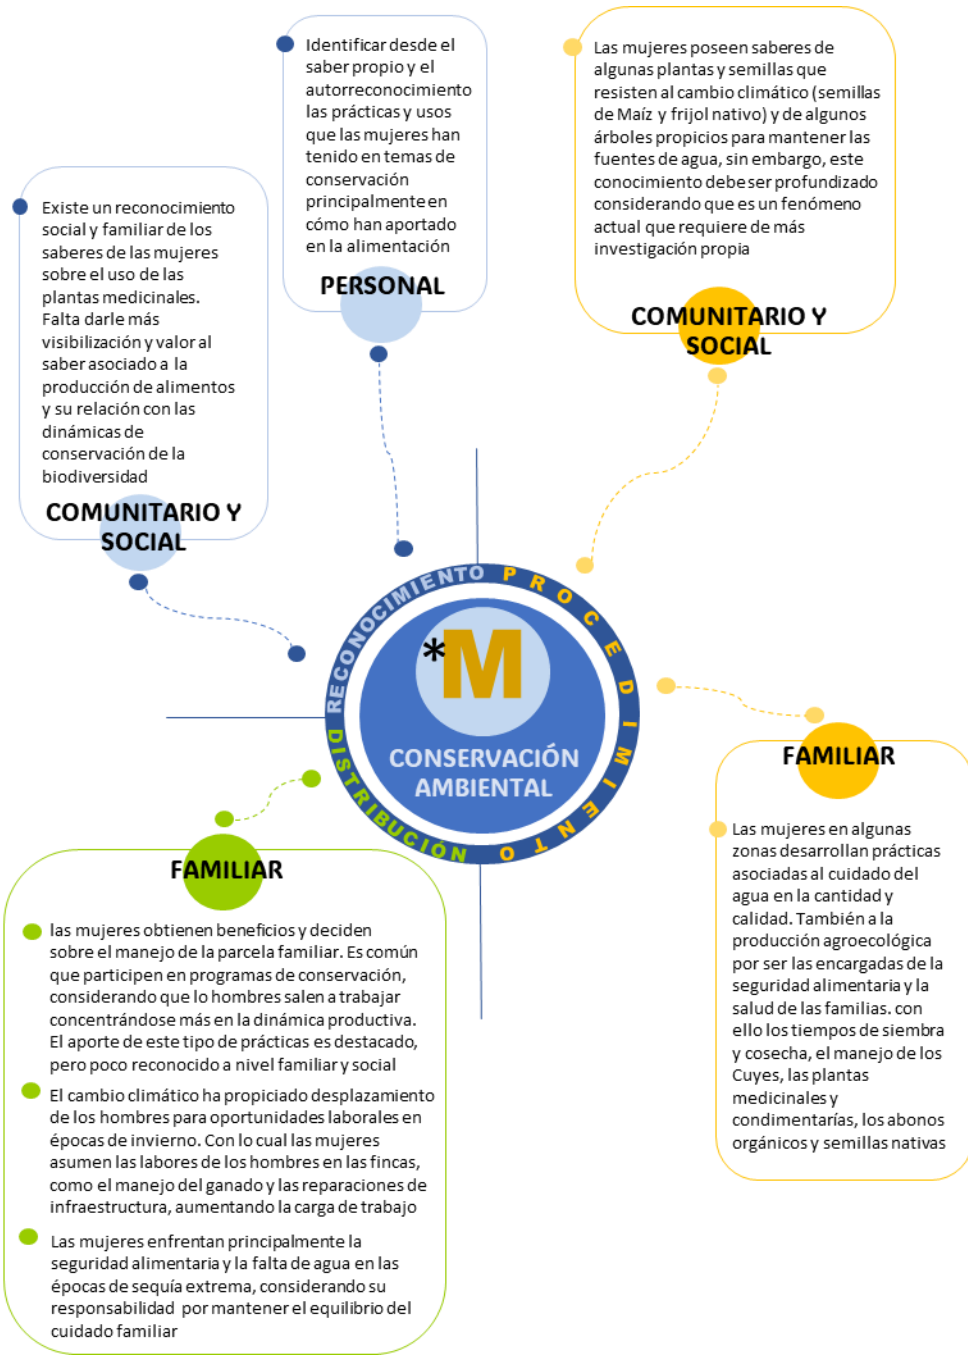 Identificar desde el
saber propio y el
autorreconocimiento
las prácticas y usos
que las mujeres han
tenido en temas de
conservación
principalmente en
cómo han aportado
en la alimentación
PERSONAL
Las mujeres poseen saberes de
algunas plantas y semillas que
resisten al cambio climático (semillas
de Maíz y frijol nativo) y de algunos
árboles propicios para mantener las
fuentes de agua, sin embargo, este
conocimiento debe ser profundizado
considerando que es un fenómeno
actual que requiere de más
investigación propia
COMUNITARIO Y
SOCIAL
Existe un reconocimiento
social y familiar de los
saberes de las mujeres
sobre el uso de las
plantas medicinales.
Falta darle más
visibilización y valor al
saber asociado a la
producción de alimentos
y su relación con las
dinámicas de
conservación de la
biodiversidad
COMUNITARIO Y
SOCIAL
RECONOCIMIENTO
PROCEDIMIENTO
DISTRIBUCIÓN
*M
CONSERVACIÓN
AMBIENTAL
FAMILIAR
Las mujeres en algunas
zonas desarrollan prácticas
asociadas al cuidado del
agua en la cantidad y
calidad. También a la
producción agroecológica
por ser las encargadas de la
seguridad alimentaria y la
salud de las familias. con
ello los tiempos de siembra
y cosecha, el manejo de los
Cuyes, las plantas
medicinales y
condimentarías, los abonos
orgánicos y semillas nativas
FAMILIAR
las mujeres obtienen beneficios y deciden
sobre el manejo de la parcela familiar. Es común
que participen en programas de conservación,
considerando que lo hombres salen a trabajar
concentrándose más en la dinámica productiva.
El aporte de este tipo de prácticas es destacado,
pero poco reconocido a nivel familiar y social
El cambio climático ha propiciado desplazamiento
de los hombres para oportunidades laborales en
épocas de invierno. Con lo cual las mujeres
asumen las labores de los hombres en las fincas,
como el manejo del ganado y las reparaciones de
infraestructura, aumentando la carga de trabajo
Las mujeres enfrentan principalmente la
seguridad alimentaria y la falta de agua en las
épocas de sequía extrema, considerando su
responsabilidad por mantener el equilibrio del
cuidado familiar